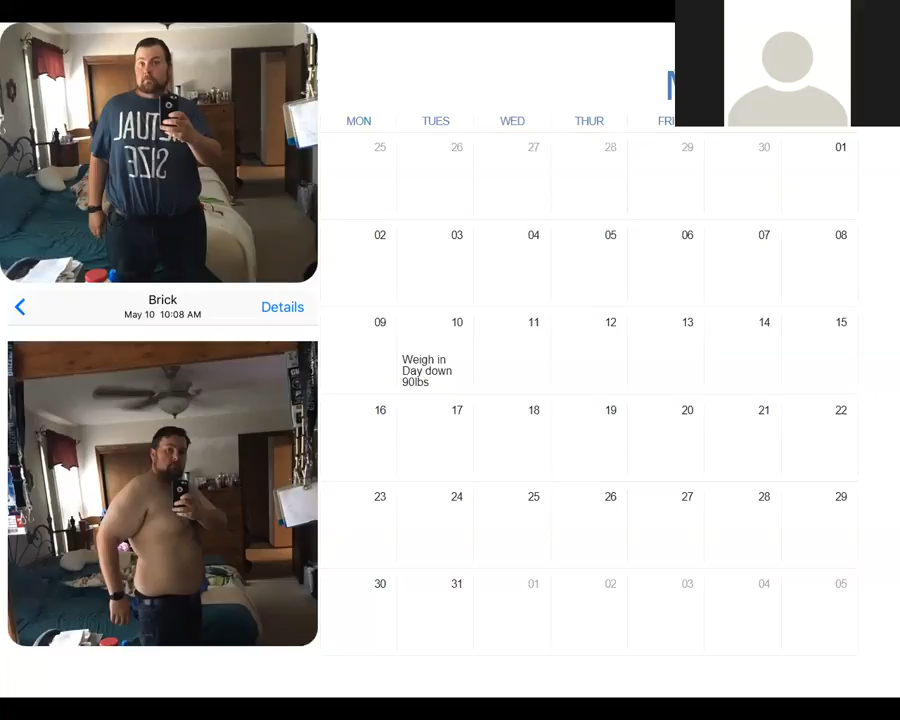 ACTUAL
SIZE
Brick
May 10 10:08 AM
Details
M
MON TUES WED THUR FRI
25 26 27 28 29 30 01
02 03 04 05 06 07 08
09 10 11 12 13 14 15
Weigh in
Day down
90lbs
16 17 18 19 20 21 22
23 24 25 26 27 28 29
30 31 01 02 03 04 05